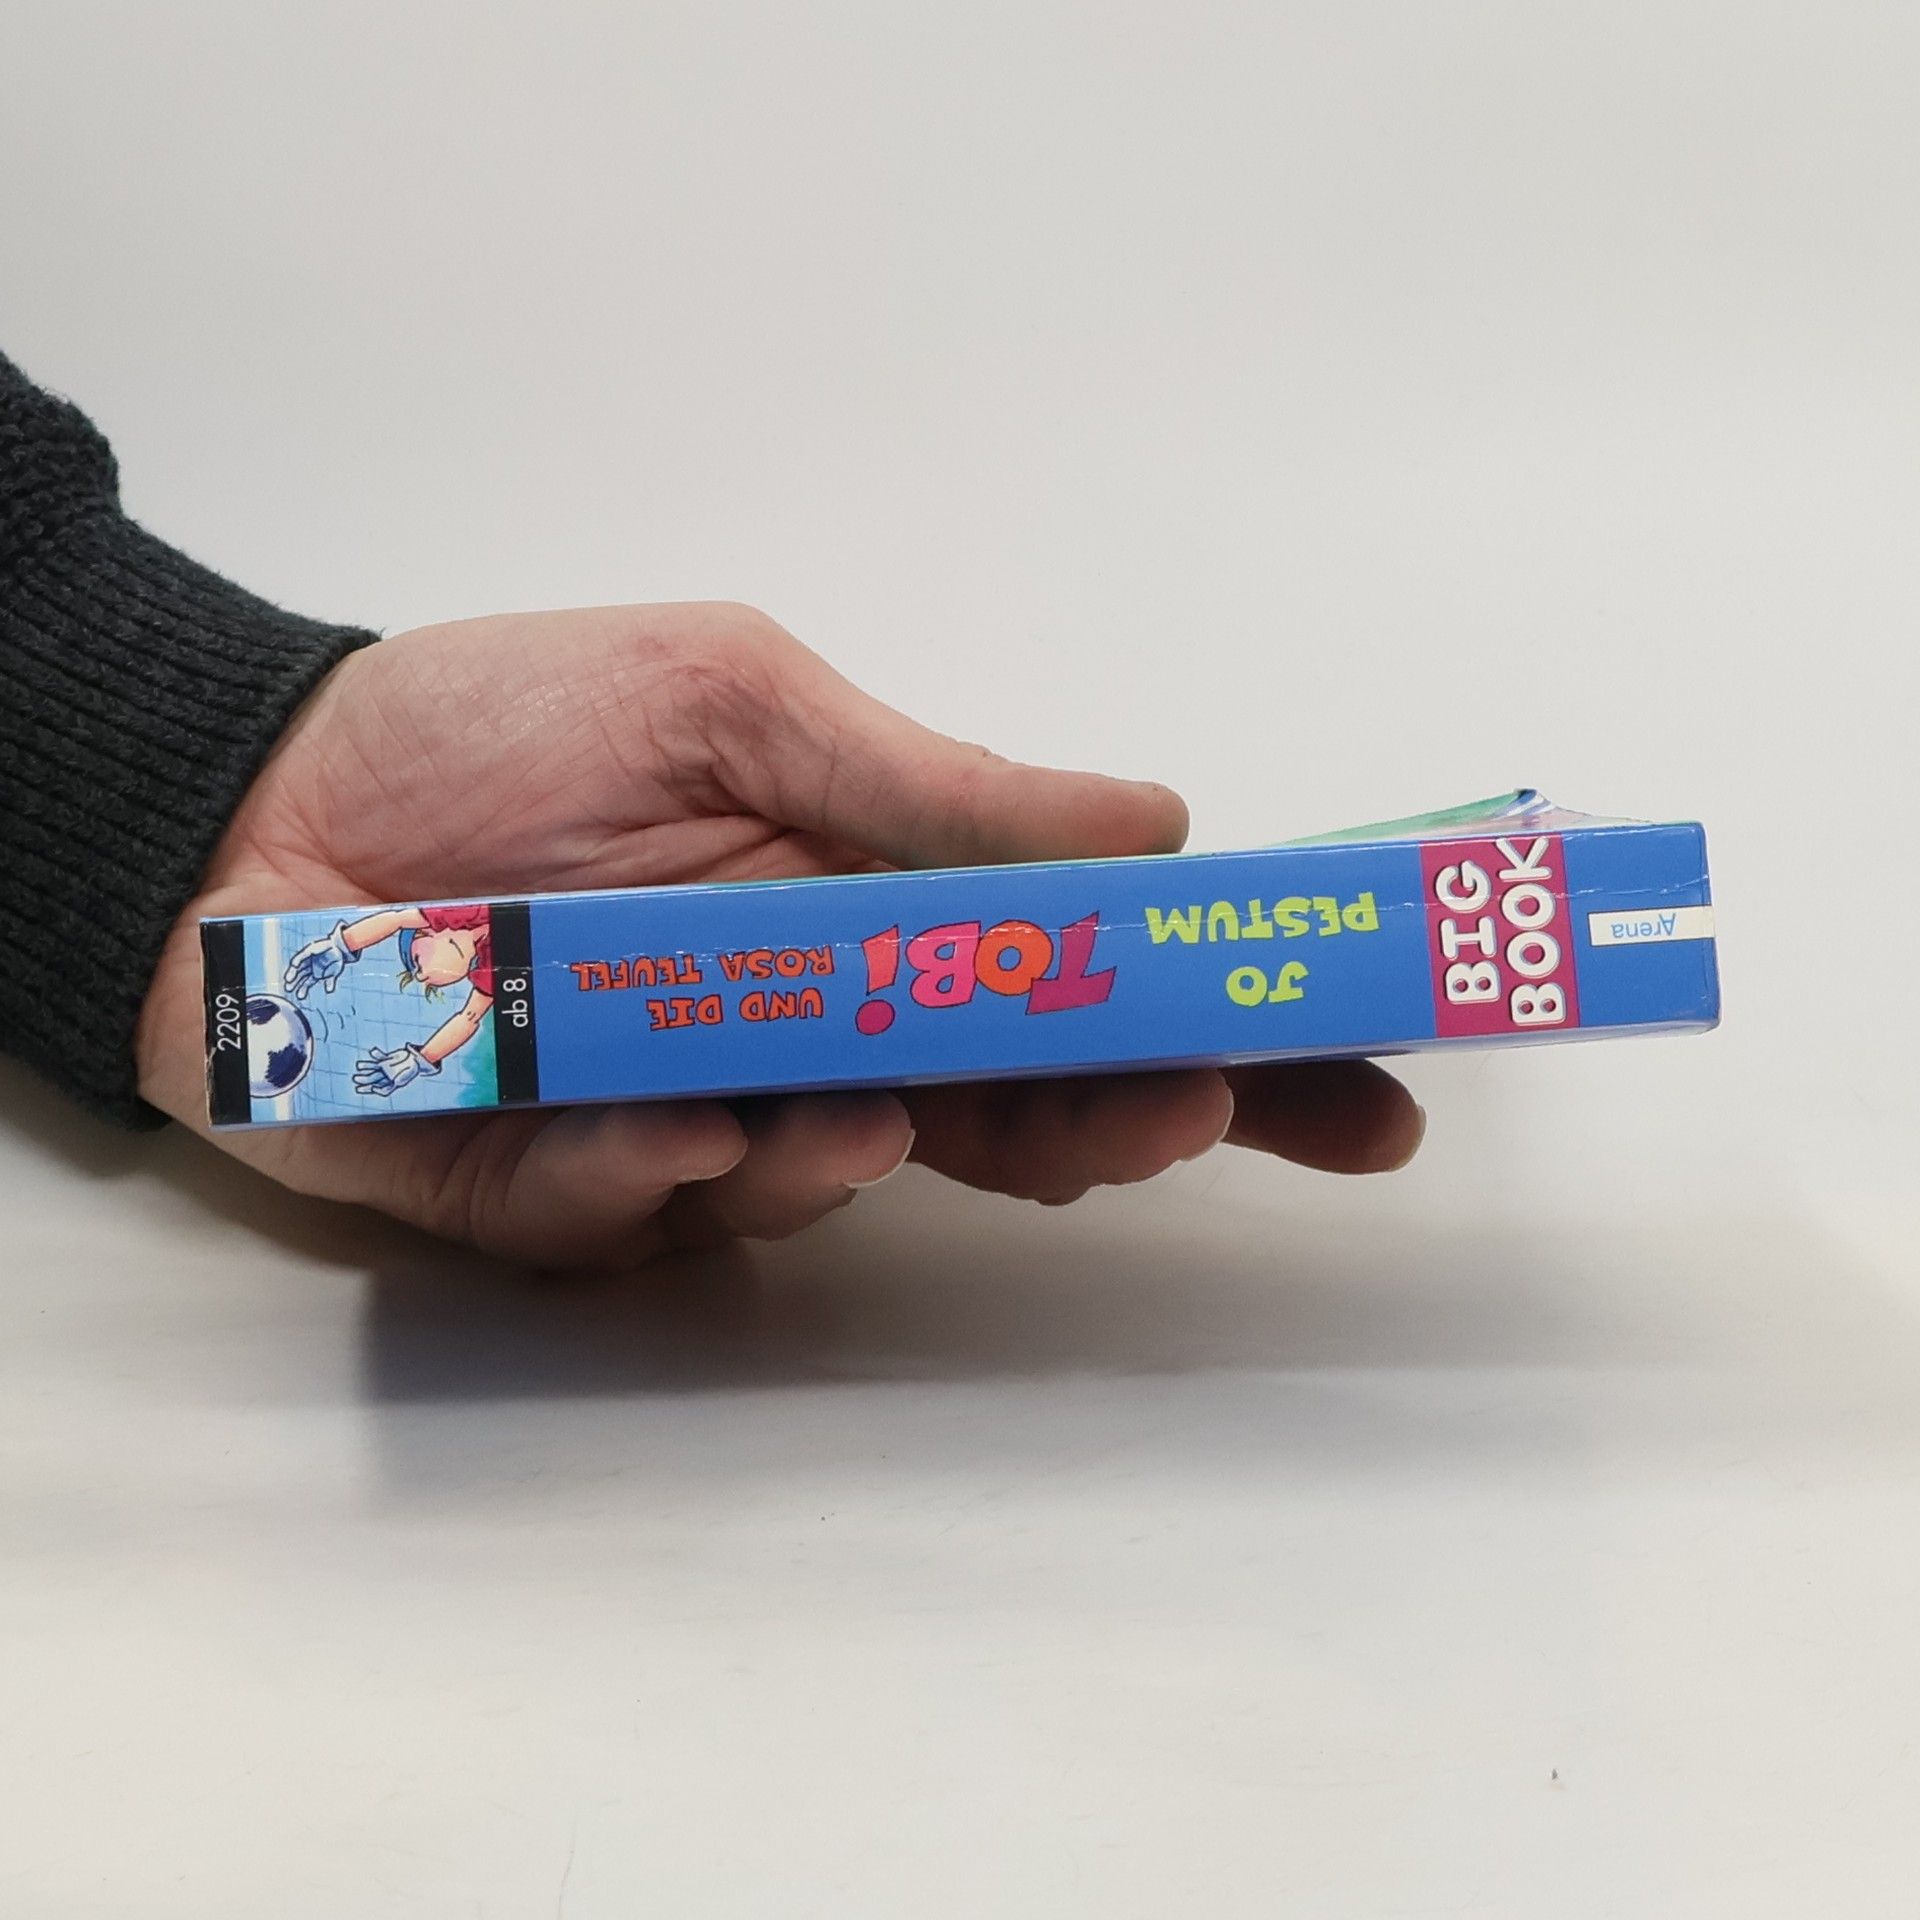 Arena
BIG
BOOK
JO
PESTUM
TOBi
UND DIE
ROSA TEUFEL
ab 8
2209